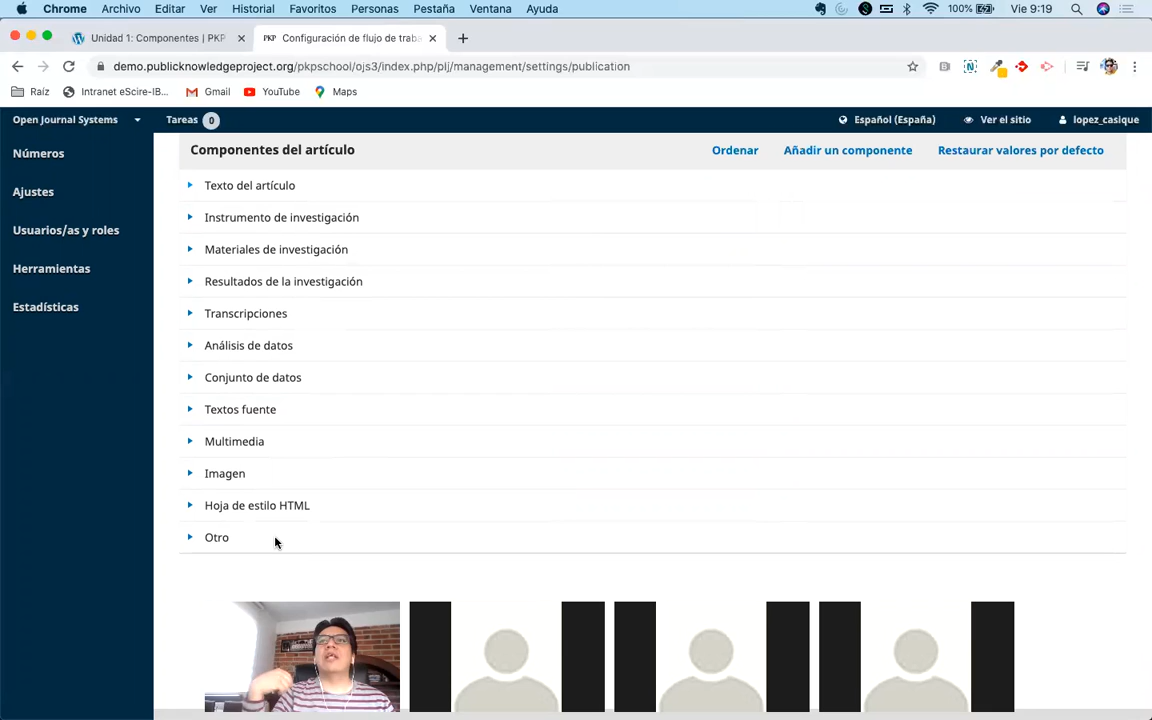 Chrome Archivo Editar Ver Historial Favoritos Personas Pestaña Ventana Ayuda 100% Vie 9:19
Unidad 1: Componentes | PKP Configuración de flujo de traba
demo.publicknowledgeproject.org/pkpschool/ojs3/index.php/plj/management/settings/publication
Raíz Intranet eScire-IB... Gmail YouTube Maps
Open Journal Systems Tareas 0 Español (España) Ver el sitio lopez_casique
Números
Ajustes
Usuarios/as y roles
Herramientas
Estadísticas
Componentes del artículo Ordenar Añadir un componente Restaurar valores por defecto
Texto del artículo
Instrumento de investigación
Materiales de investigación
Resultados de la investigación
Transcripciones
Análisis de datos
Conjunto de datos
Textos fuente
Multimedia
Imagen
Hoja de estilo HTML
Otro